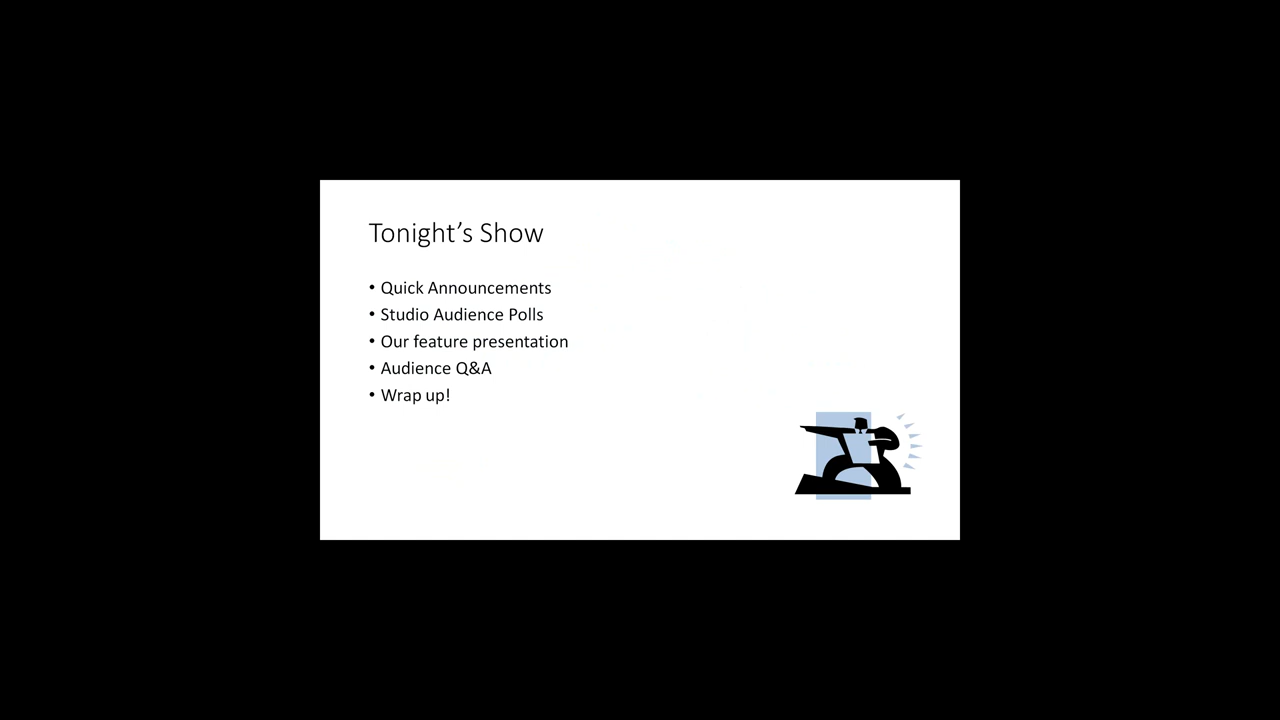 Tonight’s Show
• Quick Announcements
• Studio Audience Polls
• Our feature presentation
• Audience Q&A
• Wrap up!